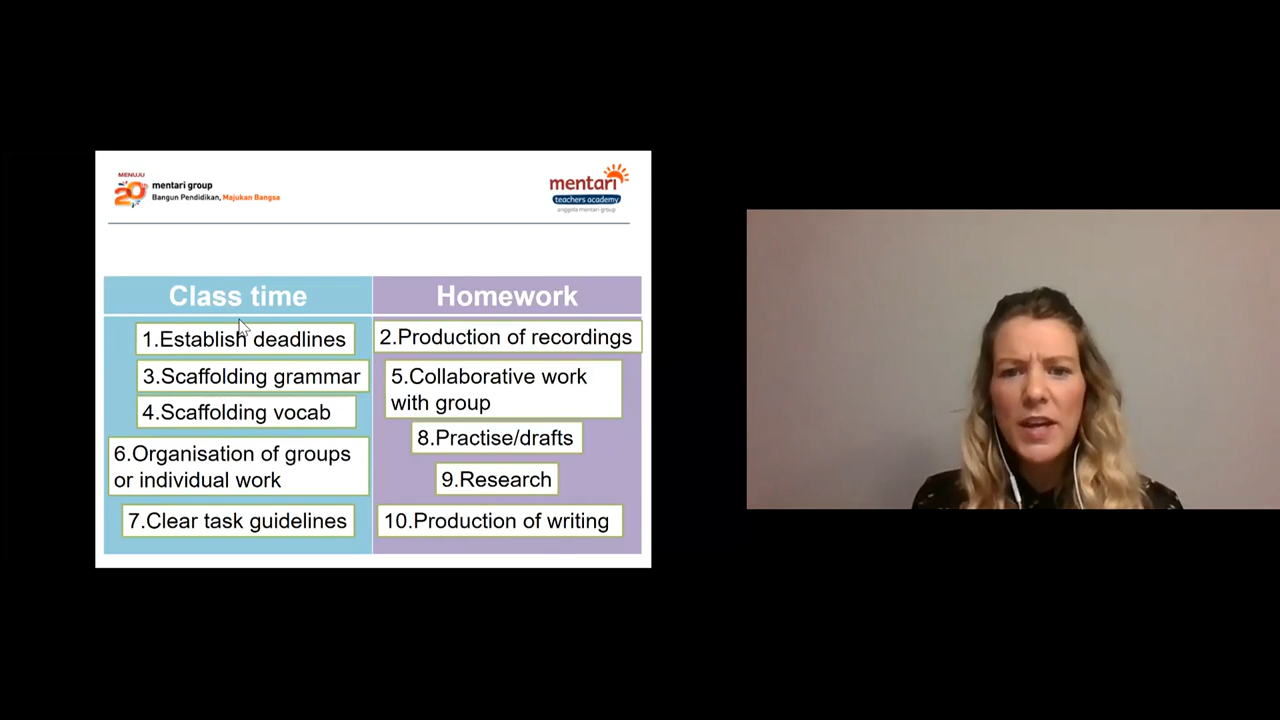 MENUJU
20th
mentari group
Bangun Pendidikan, Majukan Bangsa
mentari
teachers academy
anggota mentari group
Class time
Homework
1.Establish deadlines
2.Production of recordings
3.Scaffolding grammar
5.Collaborative work
with group
4.Scaffolding vocab
8.Practise/drafts
6.Organisation of groups
or individual work
9.Research
7.Clear task guidelines
10.Production of writing